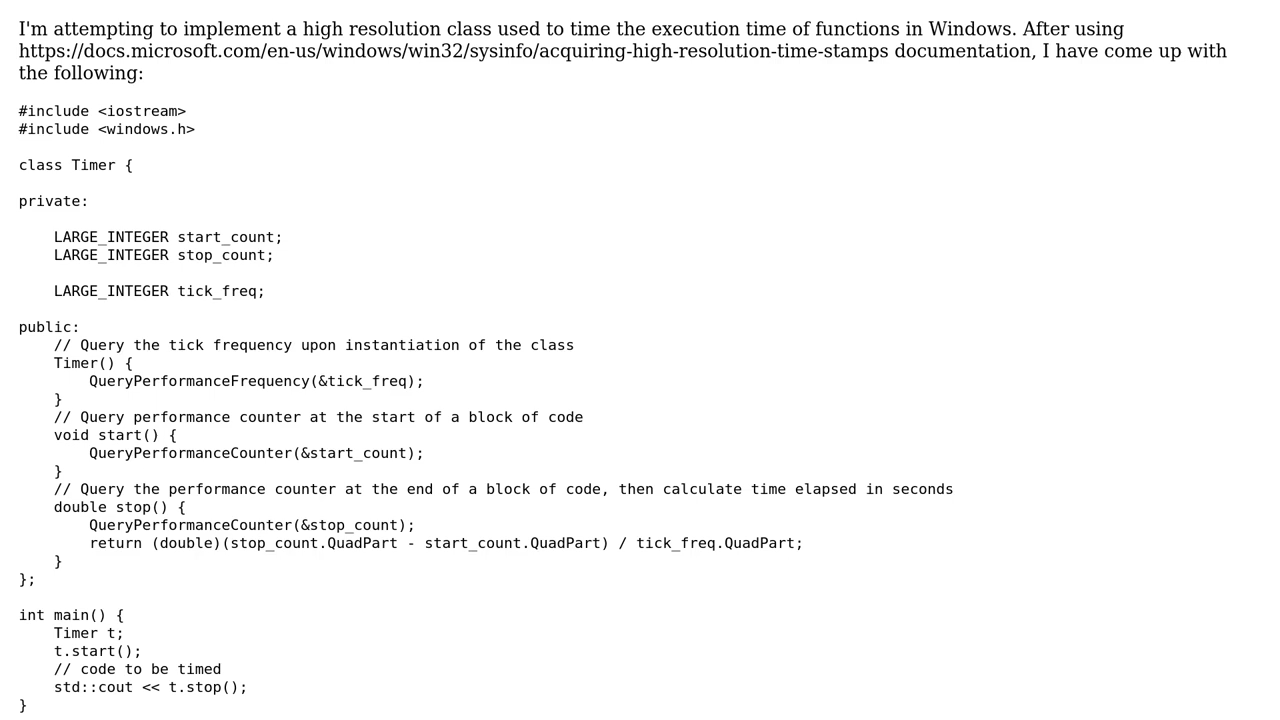 I'm attempting to implement a high resolution class used to time the execution time of functions in Windows. After using
https://docs.microsoft.com/en-us/windows/win32/sysinfo/acquiring-high-resolution-time-stamps documentation, I have come up with
the following:
#include <iostream>
#include <windows.h>
class Timer {
private:
    LARGE_INTEGER start_count;
    LARGE_INTEGER stop_count;
    LARGE_INTEGER tick_freq;
public:
    // Query the tick frequency upon instantiation of the class
    Timer() {
        QueryPerformanceFrequency(&tick_freq);
    }
    // Query performance counter at the start of a block of code
    void start() {
        QueryPerformanceCounter(&start_count);
    }
    // Query the performance counter at the end of a block of code, then calculate time elapsed in seconds
    double stop() {
        QueryPerformanceCounter(&stop_count);
        return (double)(stop_count.QuadPart - start_count.QuadPart) / tick_freq.QuadPart;
    }
};
int main() {
    Timer t;
    t.start();
    // code to be timed
    std::cout << t.stop();
}